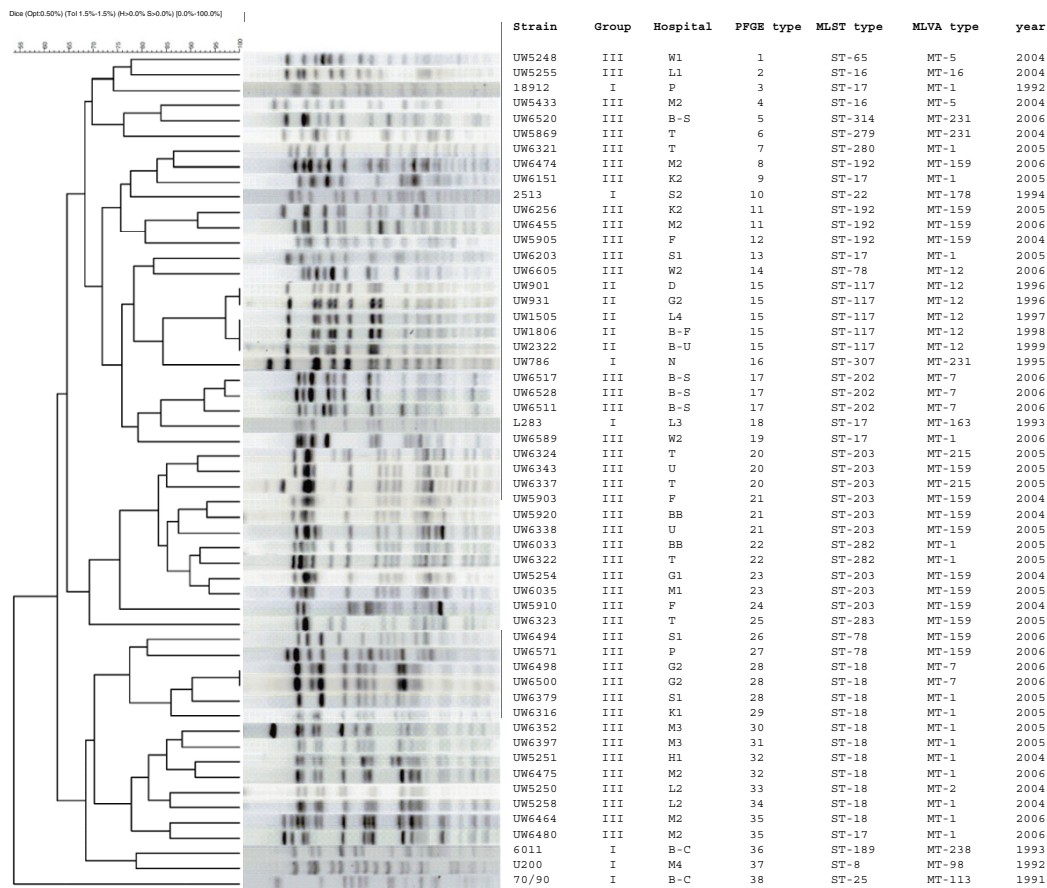 Dice (Opt:0.50%) (Tol 1.5%-1.5%) (H>0.0% S>0.0%) [0.0%-100.0%]
55 60 65 70 75 80 85 90 95 100
Strain Group Hospital PFGE type MLST type MLVA type year
UW5248 III W1 1 ST-65 MT-5 2004
UW5255 III L1 2 ST-16 MT-16 2004
18912 I P 3 ST-17 MT-1 1992
UW5433 III M2 4 ST-16 MT-5 2004
UW6520 III B-S 5 ST-314 MT-231 2006
UW5869 III T 6 ST-279 MT-231 2004
UW6321 III T 7 ST-280 MT-1 2005
UW6474 III M2 8 ST-192 MT-159 2006
UW6151 III K2 9 ST-17 MT-1 2005
2513 I S2 10 ST-22 MT-178 1994
UW6256 III K2 11 ST-192 MT-159 2005
UW6455 III M2 11 ST-192 MT-159 2006
UW5905 III F 12 ST-192 MT-159 2004
UW6203 III S1 13 ST-17 MT-1 2005
UW6605 III W2 14 ST-78 MT-12 2006
UW901 II D 15 ST-117 MT-12 1996
UW931 II G2 15 ST-117 MT-12 1996
UW1505 II L4 15 ST-117 MT-12 1997
UW1806 II B-F 15 ST-117 MT-12 1998
UW2322 II B-U 15 ST-117 MT-12 1999
UW786 I N 16 ST-307 MT-231 1995
UW6517 III B-S 17 ST-202 MT-7 2006
UW6528 III B-S 17 ST-202 MT-7 2006
UW6511 III B-S 17 ST-202 MT-7 2006
L283 I L3 18 ST-17 MT-163 1993
UW6589 III W2 19 ST-17 MT-1 2006
UW6324 III T 20 ST-203 MT-215 2005
UW6343 III U 20 ST-203 MT-159 2005
UW6337 III T 20 ST-203 MT-215 2005
UW5903 III F 21 ST-203 MT-159 2004
UW5920 III BB 21 ST-203 MT-159 2004
UW6338 III U 21 ST-203 MT-159 2005
UW6033 III BB 22 ST-282 MT-1 2005
UW6322 III T 22 ST-282 MT-1 2005
UW5254 III G1 23 ST-203 MT-159 2004
UW6035 III M1 23 ST-203 MT-159 2005
UW5910 III F 24 ST-203 MT-159 2004
UW6323 III T 25 ST-283 MT-159 2005
UW6494 III S1 26 ST-78 MT-159 2006
UW6571 III P 27 ST-78 MT-159 2006
UW6498 III G2 28 ST-18 MT-7 2006
UW6500 III G2 28 ST-18 MT-7 2006
UW6379 III S1 28 ST-18 MT-1 2005
UW6316 III K1 29 ST-18 MT-1 2005
UW6352 III M3 30 ST-18 MT-1 2005
UW6397 III M3 31 ST-18 MT-1 2005
UW5251 III H1 32 ST-18 MT-1 2004
UW6475 III M2 32 ST-18 MT-1 2006
UW5250 III L2 33 ST-18 MT-2 2004
UW5258 III L2 34 ST-18 MT-1 2004
UW6464 III M2 35 ST-18 MT-1 2006
UW6480 III M2 35 ST-17 MT-1 2006
6011 I B-C 36 ST-189 MT-238 1993
U200 I M4 37 ST-8 MT-98 1992
70/90 I B-C 38 ST-25 MT-113 1991